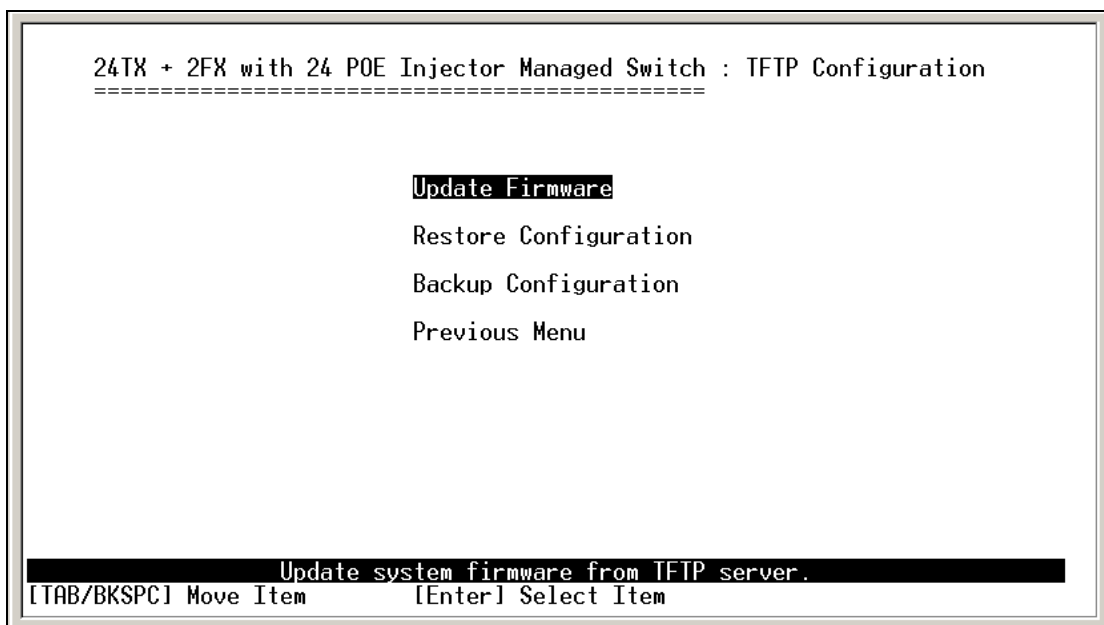 24TX + 2FX with 24 POE Injector Managed Switch : TFTP Configuration
==============================================
Update Firmware
Restore Configuration
Backup Configuration
Previous Menu
Update system firmware from TFTP server.
[TAB/BKSPC] Move Item [Enter] Select Item